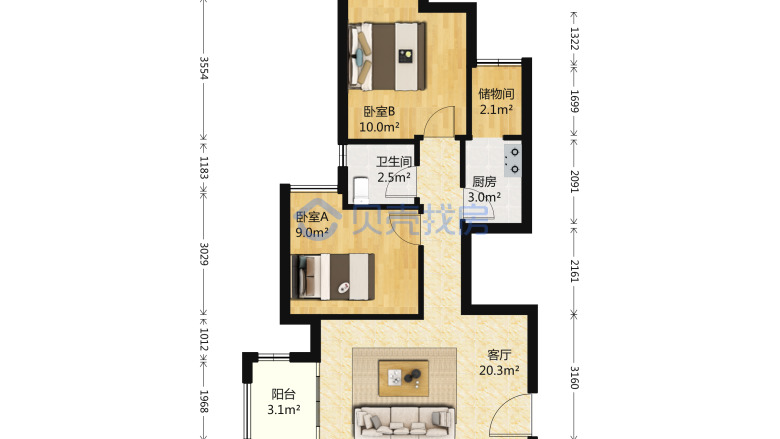 3554
1183
3029
1012
1968
1322
1699
2091
2161
3160
卧室B
10.0m²
储物间
2.1m²
卫生间
2.5m²
厨房
3.0m²
卧室A
9.0m²
贝壳找房
客厅
20.3m²
阳台
3.1m²